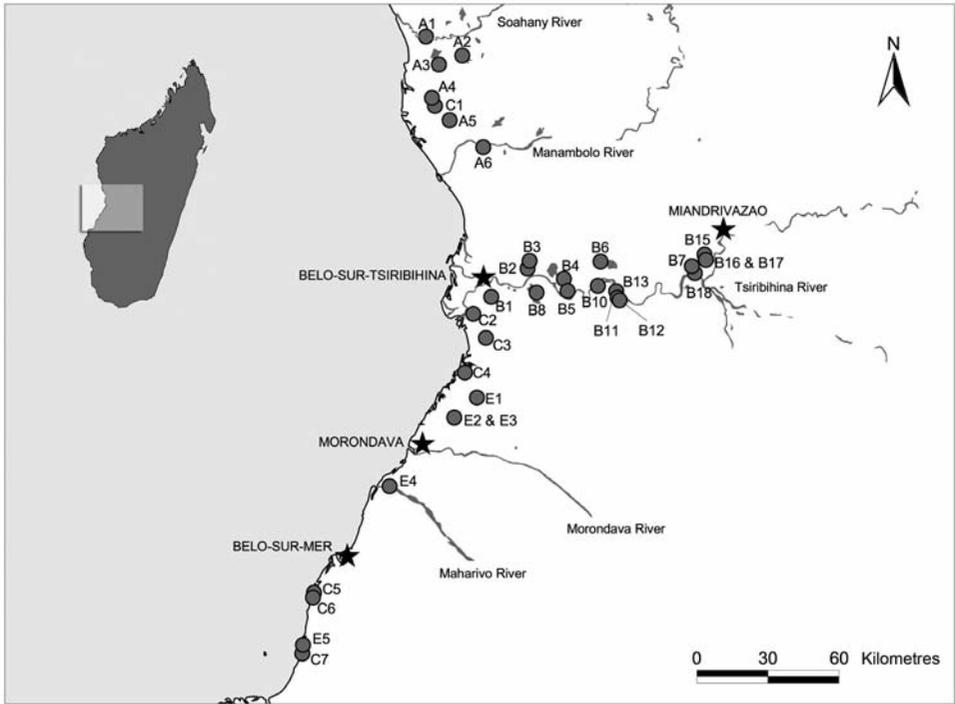 A1
Soahany River
A2
A3
A4
C1
A5
A6
Manambolo River
N
MIANDRIVAZAO
B3
B6
B15
B2
B4
B7
B16 & B17
BELO-SUR-TSIRIBIHINA
B13
B18
Tsiribihina River
B1
B8
B5
B10
B11
B12
C2
C3
C4
E1
E2 & E3
MORONDAVA
E4
Morondava River
BELO-SUR-MER
Maharivo River
C5
C6
E5
C7
0 30 60 Kilometres